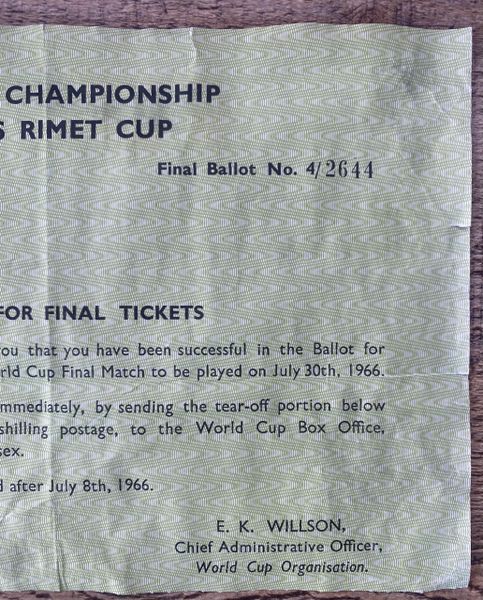 CHAMPIONSHIP
S RIMET CUP
Final Ballot No. 4/2644
FOR FINAL TICKETS
you that you have been successful in the Ballot for
orld Cup Final Match to be played on July 30th, 1966.
immediately, by sending the tear-off portion below
shilling postage, to the World Cup Box Office,
sex.
d after July 8th, 1966.
E. K. WILLSON,
Chief Administrative Officer,
World Cup Organisation.